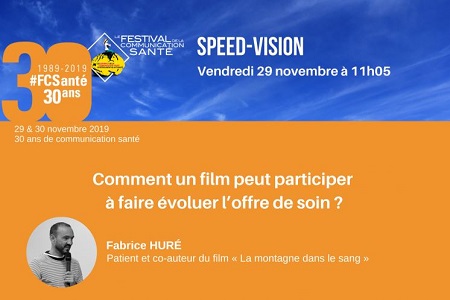 1989-2019
30
#FCSanté
30 ans
LE FESTIVAL DE LA
COMMUNICATION
SANTÉ
SPEED-VISION
Vendredi 29 novembre à 11h05
29 & 30 novembre 2019
30 ans de communication santé
Comment un film peut participer
à faire évoluer l'offre de soin ?
Fabrice HURÉ
Patient et co-auteur du film « La montagne dans le sang »